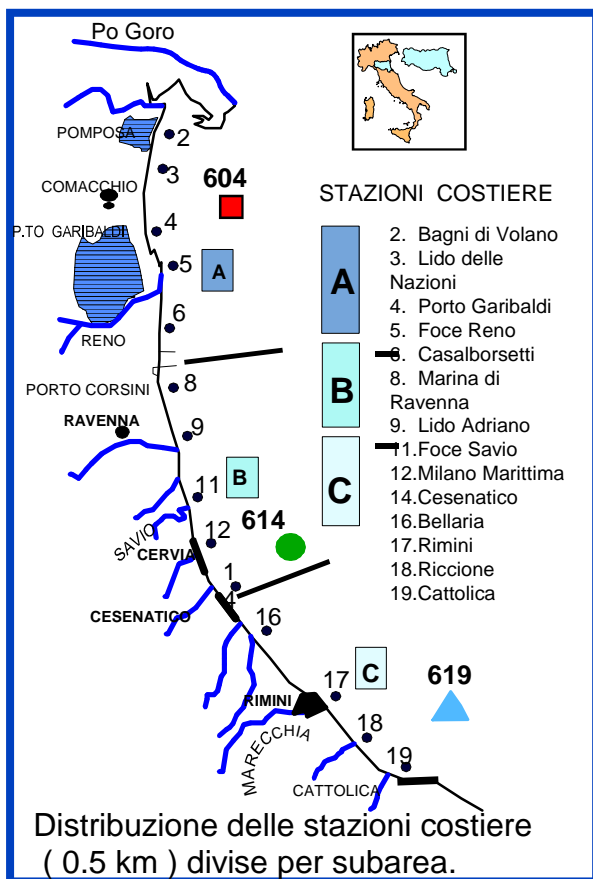 Po Goro
POMPOSA
2
3
604
COMACCHIO
P.TO GARIBALDI
4
5
A
6
RENO
PORTO CORSINI
8
RAVENNA
9
11
B
SAVIO
12
614
CERVIA
1
4
CESENATICO
16
17
C
619
RIMINI
MARECCHIA
18
19
CATTOLICA
STAZIONI COSTIERE
A
B
C
2. Bagni di Volano
3. Lido delle
Nazioni
4. Porto Garibaldi
5. Foce Reno
Casalborsetti
8. Marina di
Ravenna
9. Lido Adriano
11.Foce Savio
12.Milano Marittima
14.Cesenatico
16.Bellaria
17.Rimini
18.Riccione
19.Cattolica
Distribuzione delle stazioni costiere
( 0.5 km ) divise per subarea.